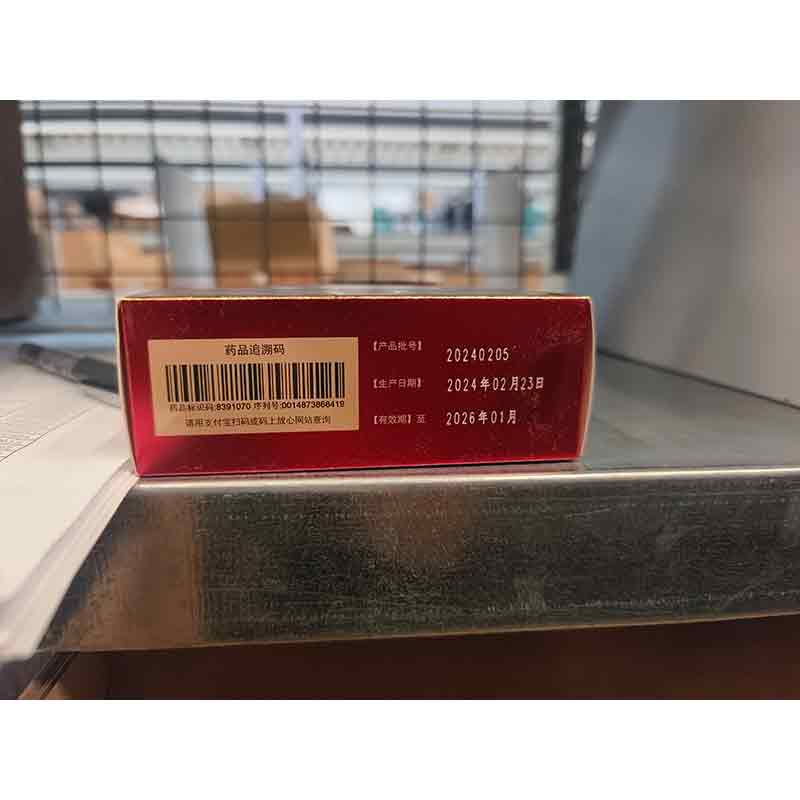 药品追溯码
药品标识码:8391070 序列号:0014873868419
请用支付宝扫码或码上放心网站查询
【产品批号】 20240205
【生产日期】 2024年02月23日
【有效期】至 2026年01月